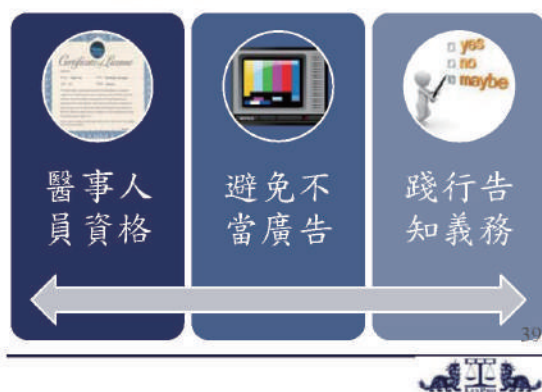 Certificate of License
yes
no
maybe
醫事人
員資格
避免不
當廣告
踐行告
知義務
39